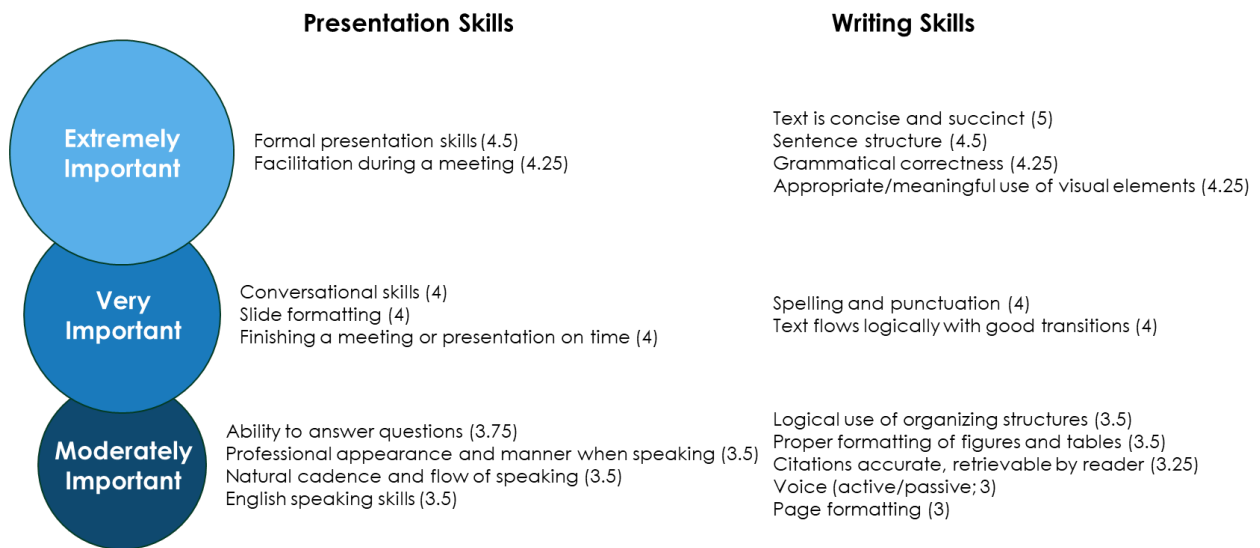 Presentation Skills
Writing Skills
Extremely
Important
Formal presentation skills (4.5)
Facilitation during a meeting (4.25)
Text is concise and succinct (5)
Sentence structure (4.5)
Grammatical correctness (4.25)
Appropriate/meaningful use of visual elements (4.25)
Very
Important
Conversational skills (4)
Slide formatting (4)
Finishing a meeting or presentation on time (4)
Spelling and punctuation (4)
Text flows logically with good transitions (4)
Moderately
Important
Ability to answer questions (3.75)
Professional appearance and manner when speaking (3.5)
Natural cadence and flow of speaking (3.5)
English speaking skills (3.5)
Logical use of organizing structures (3.5)
Proper formatting of figures and tables (3.5)
Citations accurate, retrievable by reader (3.25)
Voice (active/passive; 3)
Page formatting (3)